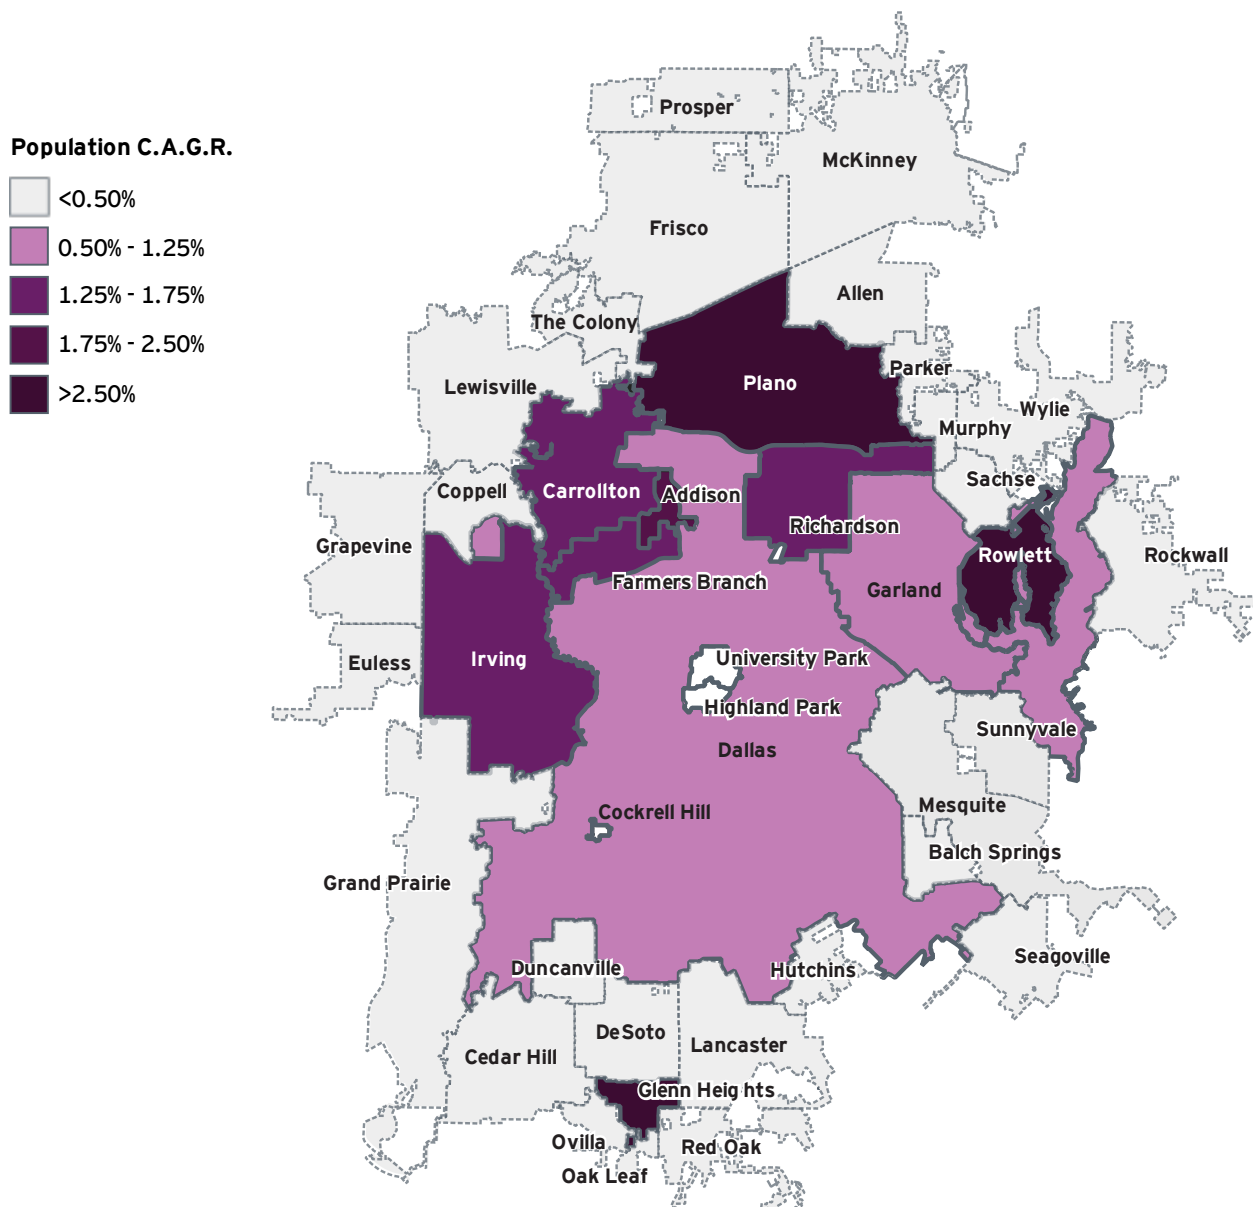 Population C.A.G.R.
<0.50%
0.50% - 1.25%
1.25% - 1.75%
1.75% - 2.50%
>2.50%
Prosper
McKinney
Frisco
Allen
The Colony
Parker
Plano
Lewisville
Wylie
Murphy
Sachse
Coppell
Carrollton
Addison
Richardson
Grapevine
Rowlett
Rockwall
Farmers Branch
Garland
University Park
Irving
Euless
Highland Park
Sunnyvale
Dallas
Mesquite
Cockrell Hill
Balch Springs
Grand Prairie
Seagoville
Duncanville
Hutchins
DeSoto
Lancaster
Cedar Hill
Glenn Heights
Ovilla
Red Oak
Oak Leaf